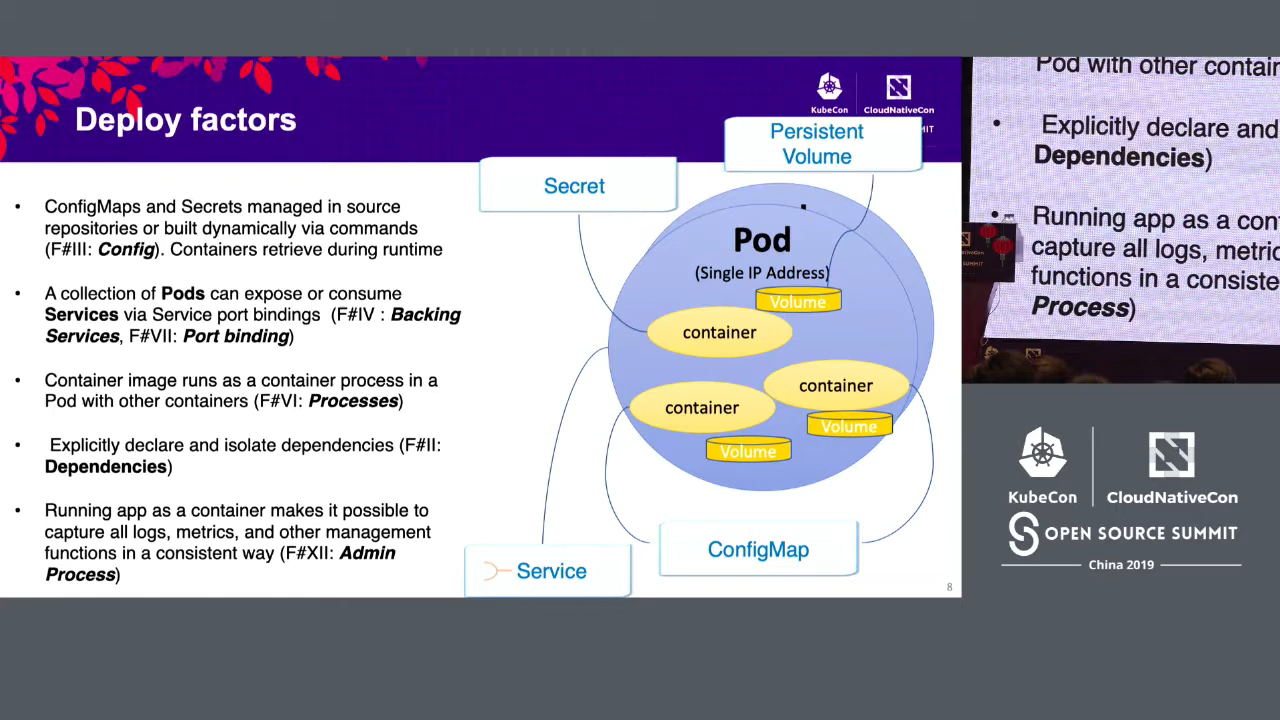 Deploy factors
KubeCon
CloudNativeCon
MIT
Persistent
Volume
Secret
• ConfigMaps and Secrets managed in source
repositories or built dynamically via commands
(F#III: Config). Containers retrieve during runtime
• A collection of Pods can expose or consume
Services via Service port bindings (F#IV : Backing
Services, F#VII: Port binding)
• Container image runs as a container process in a
Pod with other containers (F#VI: Processes)
• Explicitly declare and isolate dependencies (F#II:
Dependencies)
• Running app as a container makes it possible to
capture all logs, metrics, and other management
functions in a consistent way (F#XII: Admin
Process)
Pod
(Single IP Address)
Volume
container
container
container
Volume
Volume
ConfigMap
Service
8
Pod with other contain
• Explicitly declare and
Dependencies)
• Running app as a con
capture all logs, metric
functions in a consiste
Process)
SUMMIT
KubeCon
CloudNativeCon
OPEN SOURCE SUMMIT
China 2019